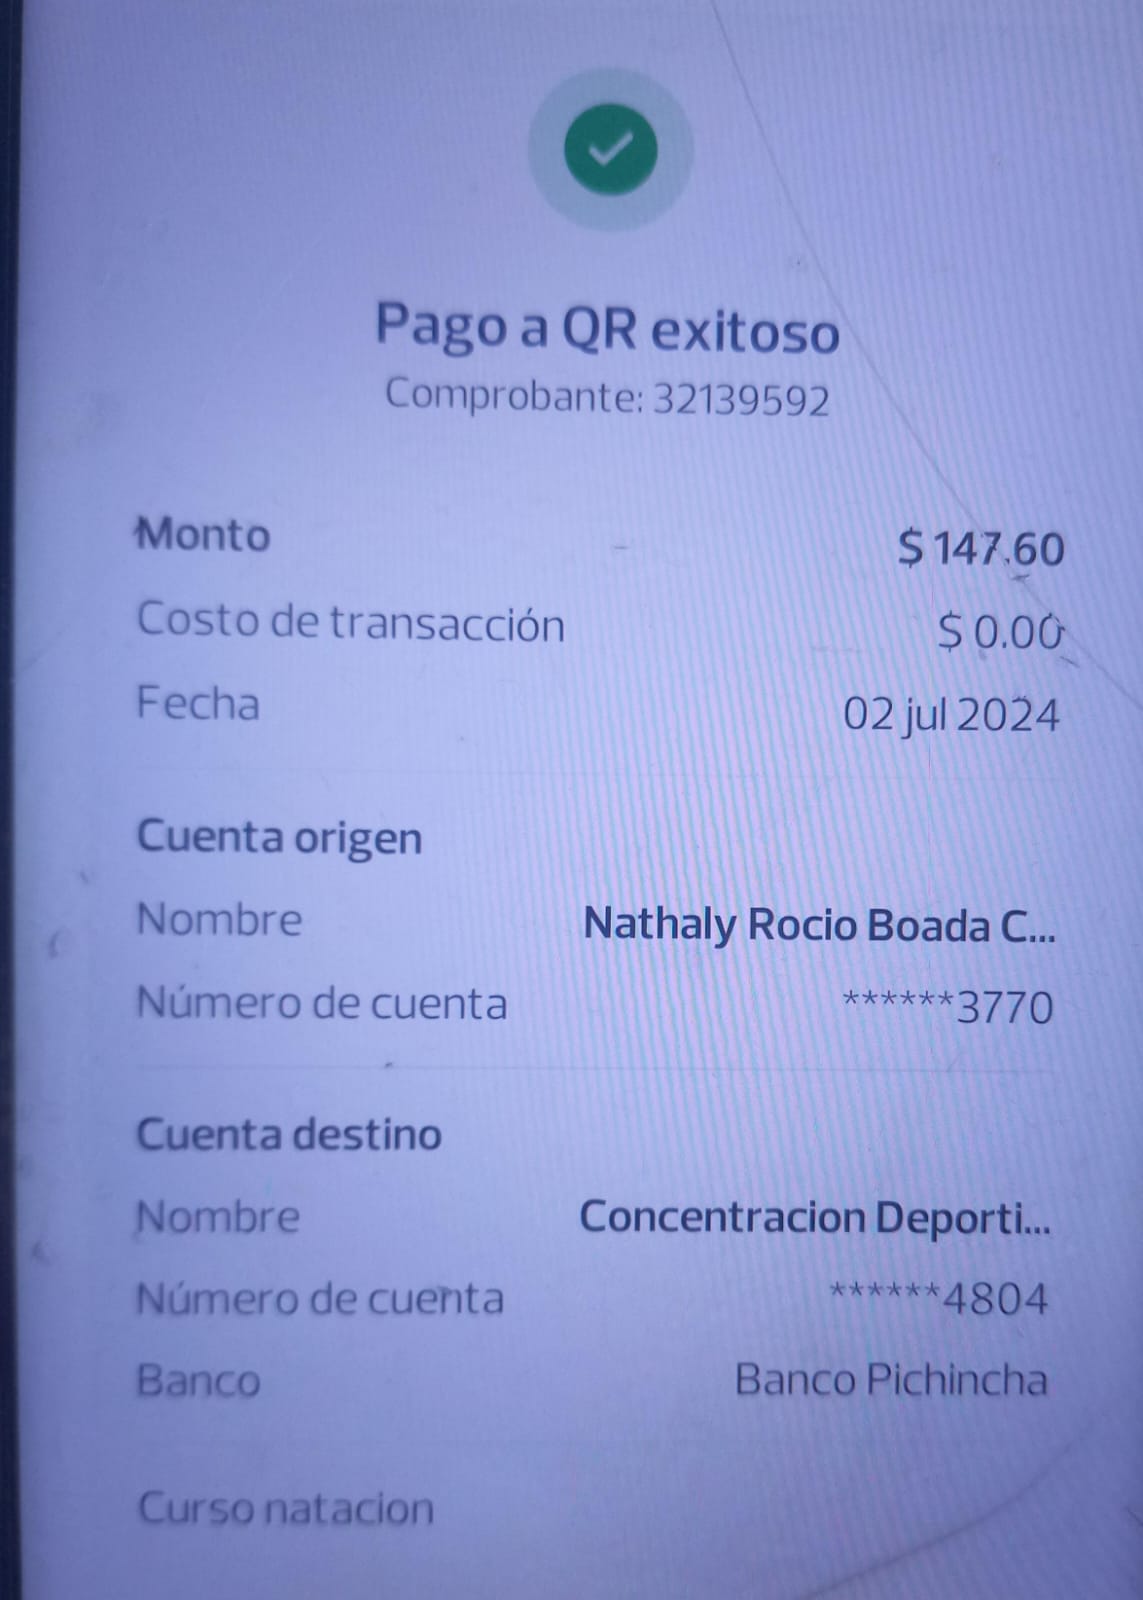 Pago a QR exitoso
Comprobante: 32139592
Monto $ 147.60
Costo de transacción $ 0.00
Fecha 02 jul 2024
Cuenta origen
Nombre Nathaly Rocio Boada C...
Número de cuenta ******3770
Cuenta destino
Nombre Concentracion Deporti...
Número de cuenta ******4804
Banco Banco Pichincha
Curso natacion